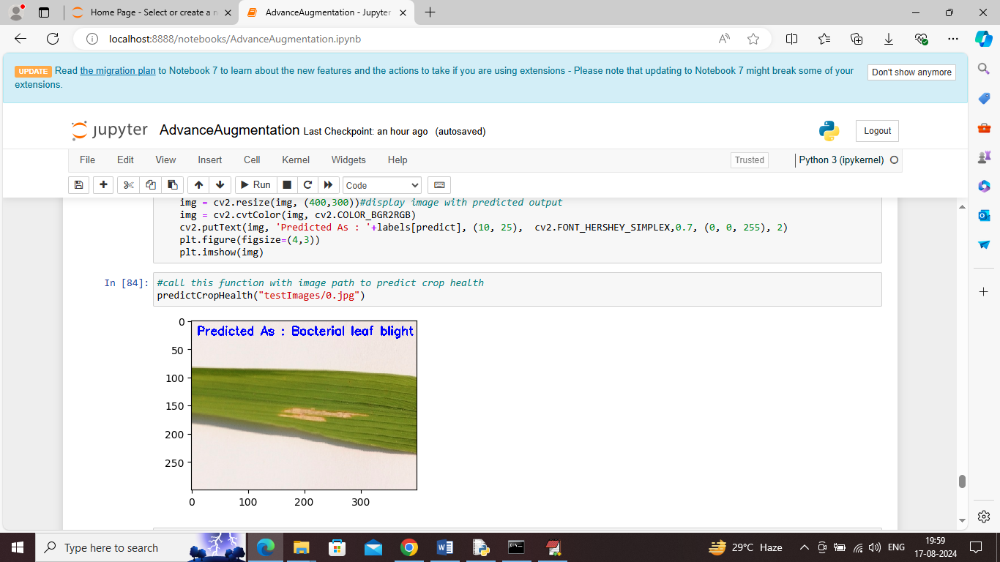 Home Page - Select or create a n
AdvanceAugmentation - Jupyter
localhost:8888/notebooks/AdvanceAugmentation.ipynb
UPDATE Read the migration plan to Notebook 7 to learn about the new features and the actions to take if you are using extensions - Please note that updating to Notebook 7 might break some of your
extensions.
Don't show anymore
jupyter AdvanceAugmentation Last Checkpoint: an hour ago (autosaved)
Logout
File Edit View Insert Cell Kernel Widgets Help
Trusted
Python 3 (ipykernel)
Run
Code
img = cv2.resize(img, (400,300))#display image with predicted output
img = cv2.cvtColor(img, cv2.COLOR_BGR2RGB)
cv2.putText(img, 'Predicted As : '+labels[predict], (10, 25),  cv2.FONT_HERSHEY_SIMPLEX,0.7, (0, 0, 255), 2)
plt.figure(figsize=(4,3))
plt.imshow(img)
In [84]: #call this function with image path to predict crop health
predictCropHealth("testImages/0.jpg")
Predicted As : Bacterial leaf blight
0
50
100
150
200
250
0 100 200 300
Type here to search
29°C Haze
ENG
19:59
17-08-2024